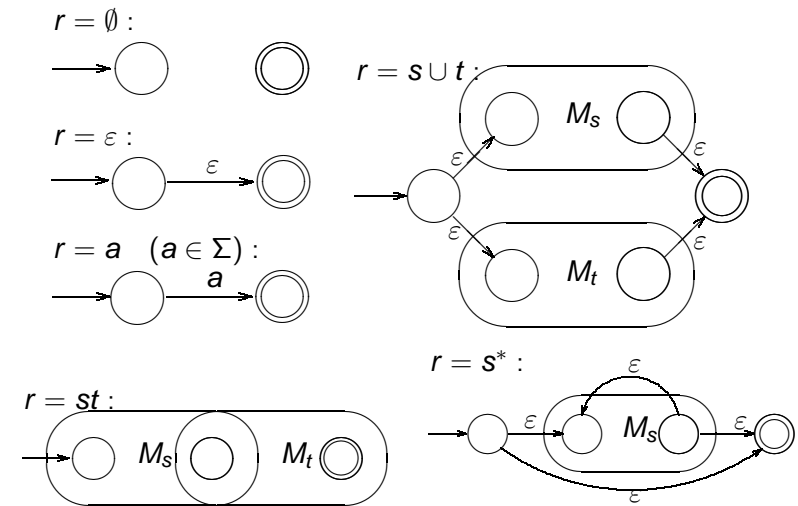 r = ∅ :
r = ε :
ε
r = a (a ∈ Σ) :
a
r = s ∪ t :
M_s
ε
ε
ε
ε
M_t
r = st :
M_s
M_t
r = s* :
ε
ε
M_s
ε
ε